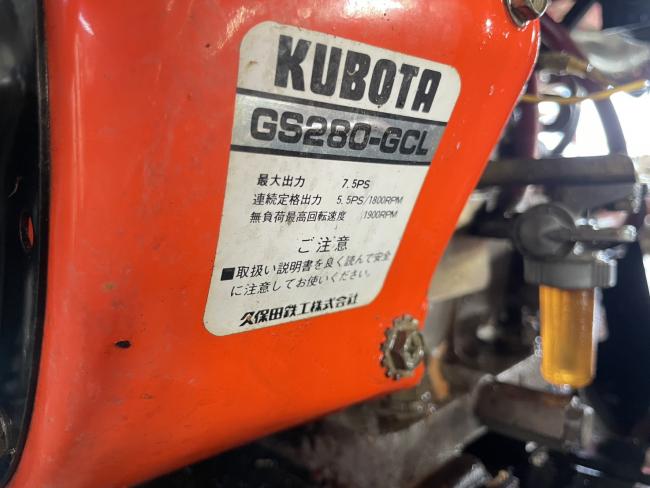 KUBOTA
GS280-GCL
最大出力 7.5PS
連続定格出力 5.5PS/1800RPM
無負荷最高回転速度 /1900RPM
ご注意
■取扱い説明書を良く読んで安全
に注意してお使いください。
久保田鉄工株式会社